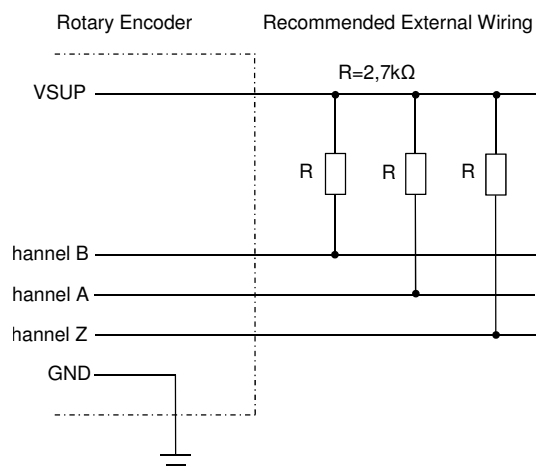 Rotary Encoder
Recommended External Wiring
R=2,7kΩ
VSUP
R
R
R
hannel B
hannel A
hannel Z
GND